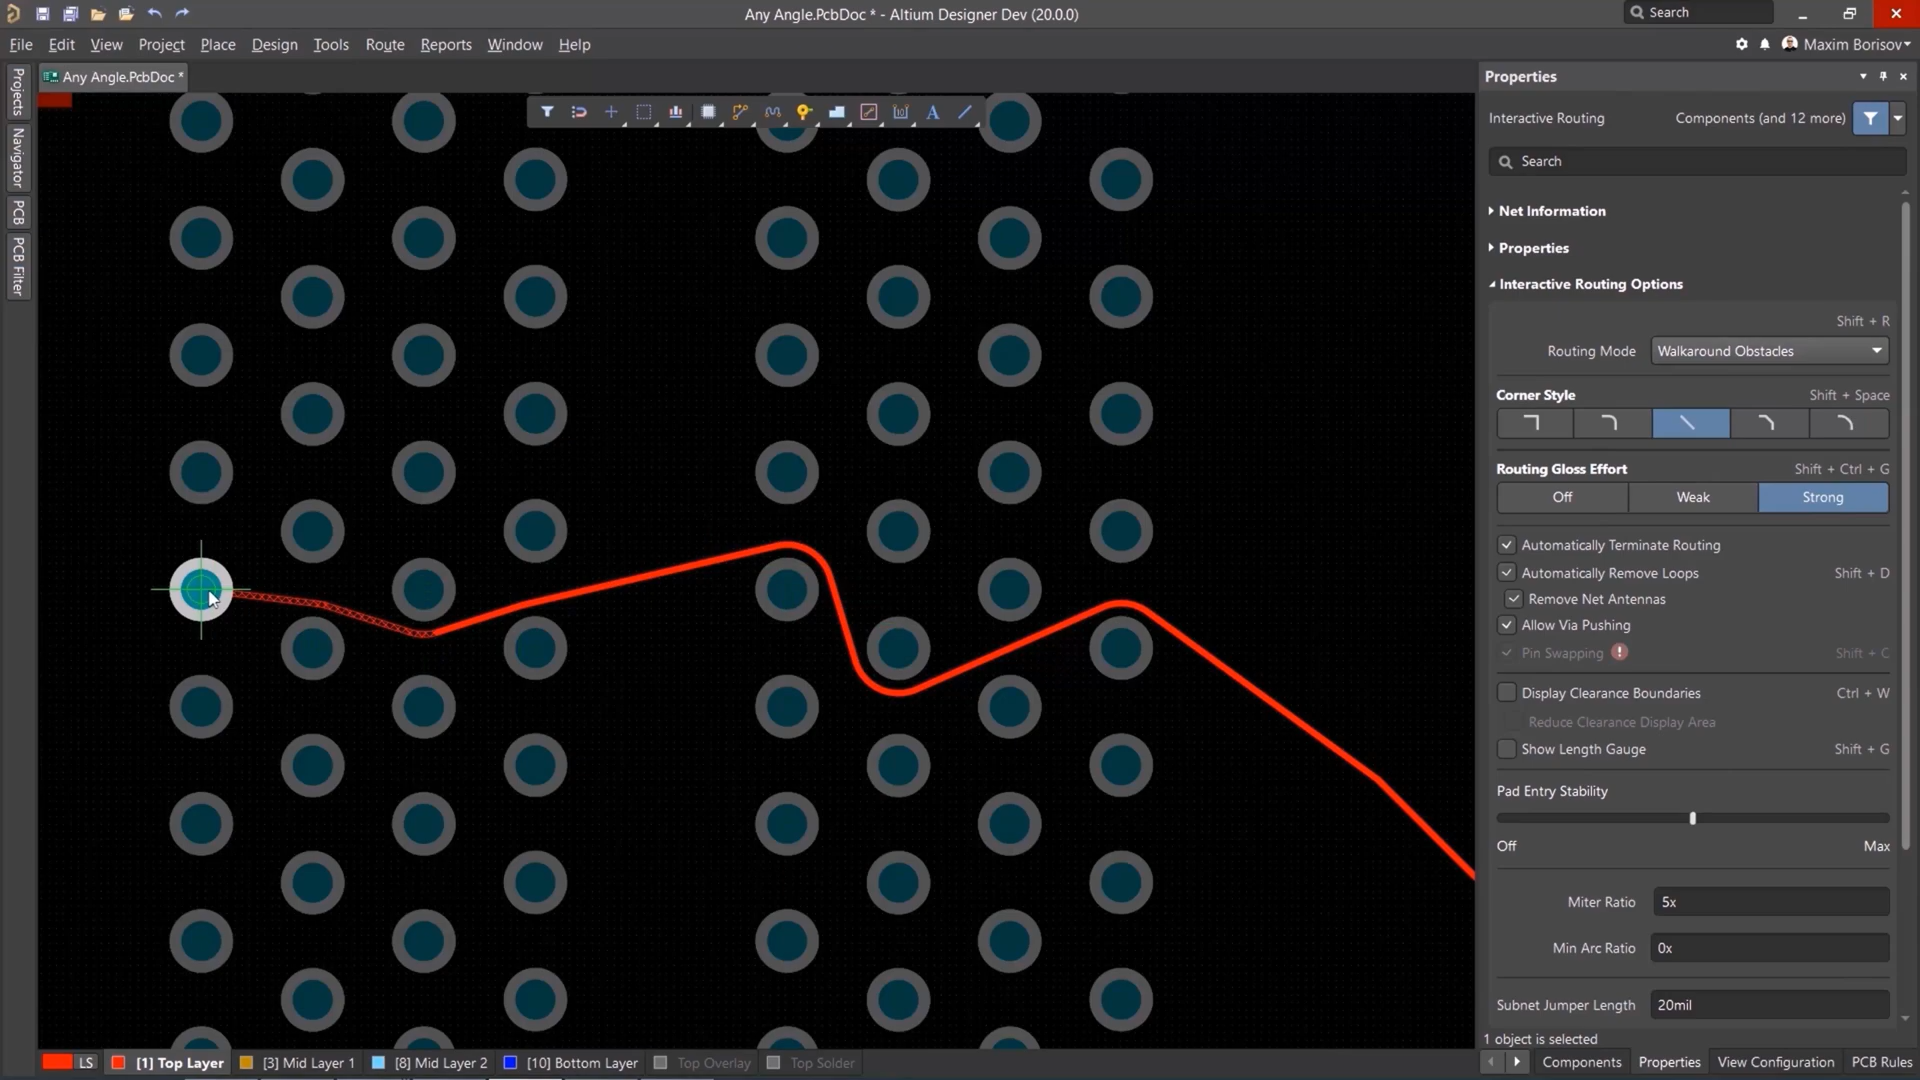 Any Angle.PcbDoc * - Altium Designer Dev (20.0.0)
Search
File Edit View Project Place Design Tools Route Reports Window Help
Maxim Borisov
Projects
Navigator
PCB
PCB Filter
Any Angle.PcbDoc *
A
Properties
Interactive Routing Components (and 12 more)
Search
Net Information
Properties
Interactive Routing Options
Shift + R
Routing Mode Walkaround Obstacles
Corner Style Shift + Space
Routing Gloss Effort Shift + Ctrl + G
Off Weak Strong
Automatically Terminate Routing
Automatically Remove Loops Shift + D
Remove Net Antennas
Allow Via Pushing
Pin Swapping Shift + C
Display Clearance Boundaries Ctrl + W
Reduce Clearance Display Area
Show Length Gauge Shift + G
Pad Entry Stability
Off Max
Miter Ratio 5x
Min Arc Ratio 0x
Subnet Jumper Length 20mil
1 object is selected
LS [1] Top Layer [3] Mid Layer 1 [8] Mid Layer 2 [10] Bottom Layer Top Overlay Top Solder
Components Properties View Configuration PCB Rules